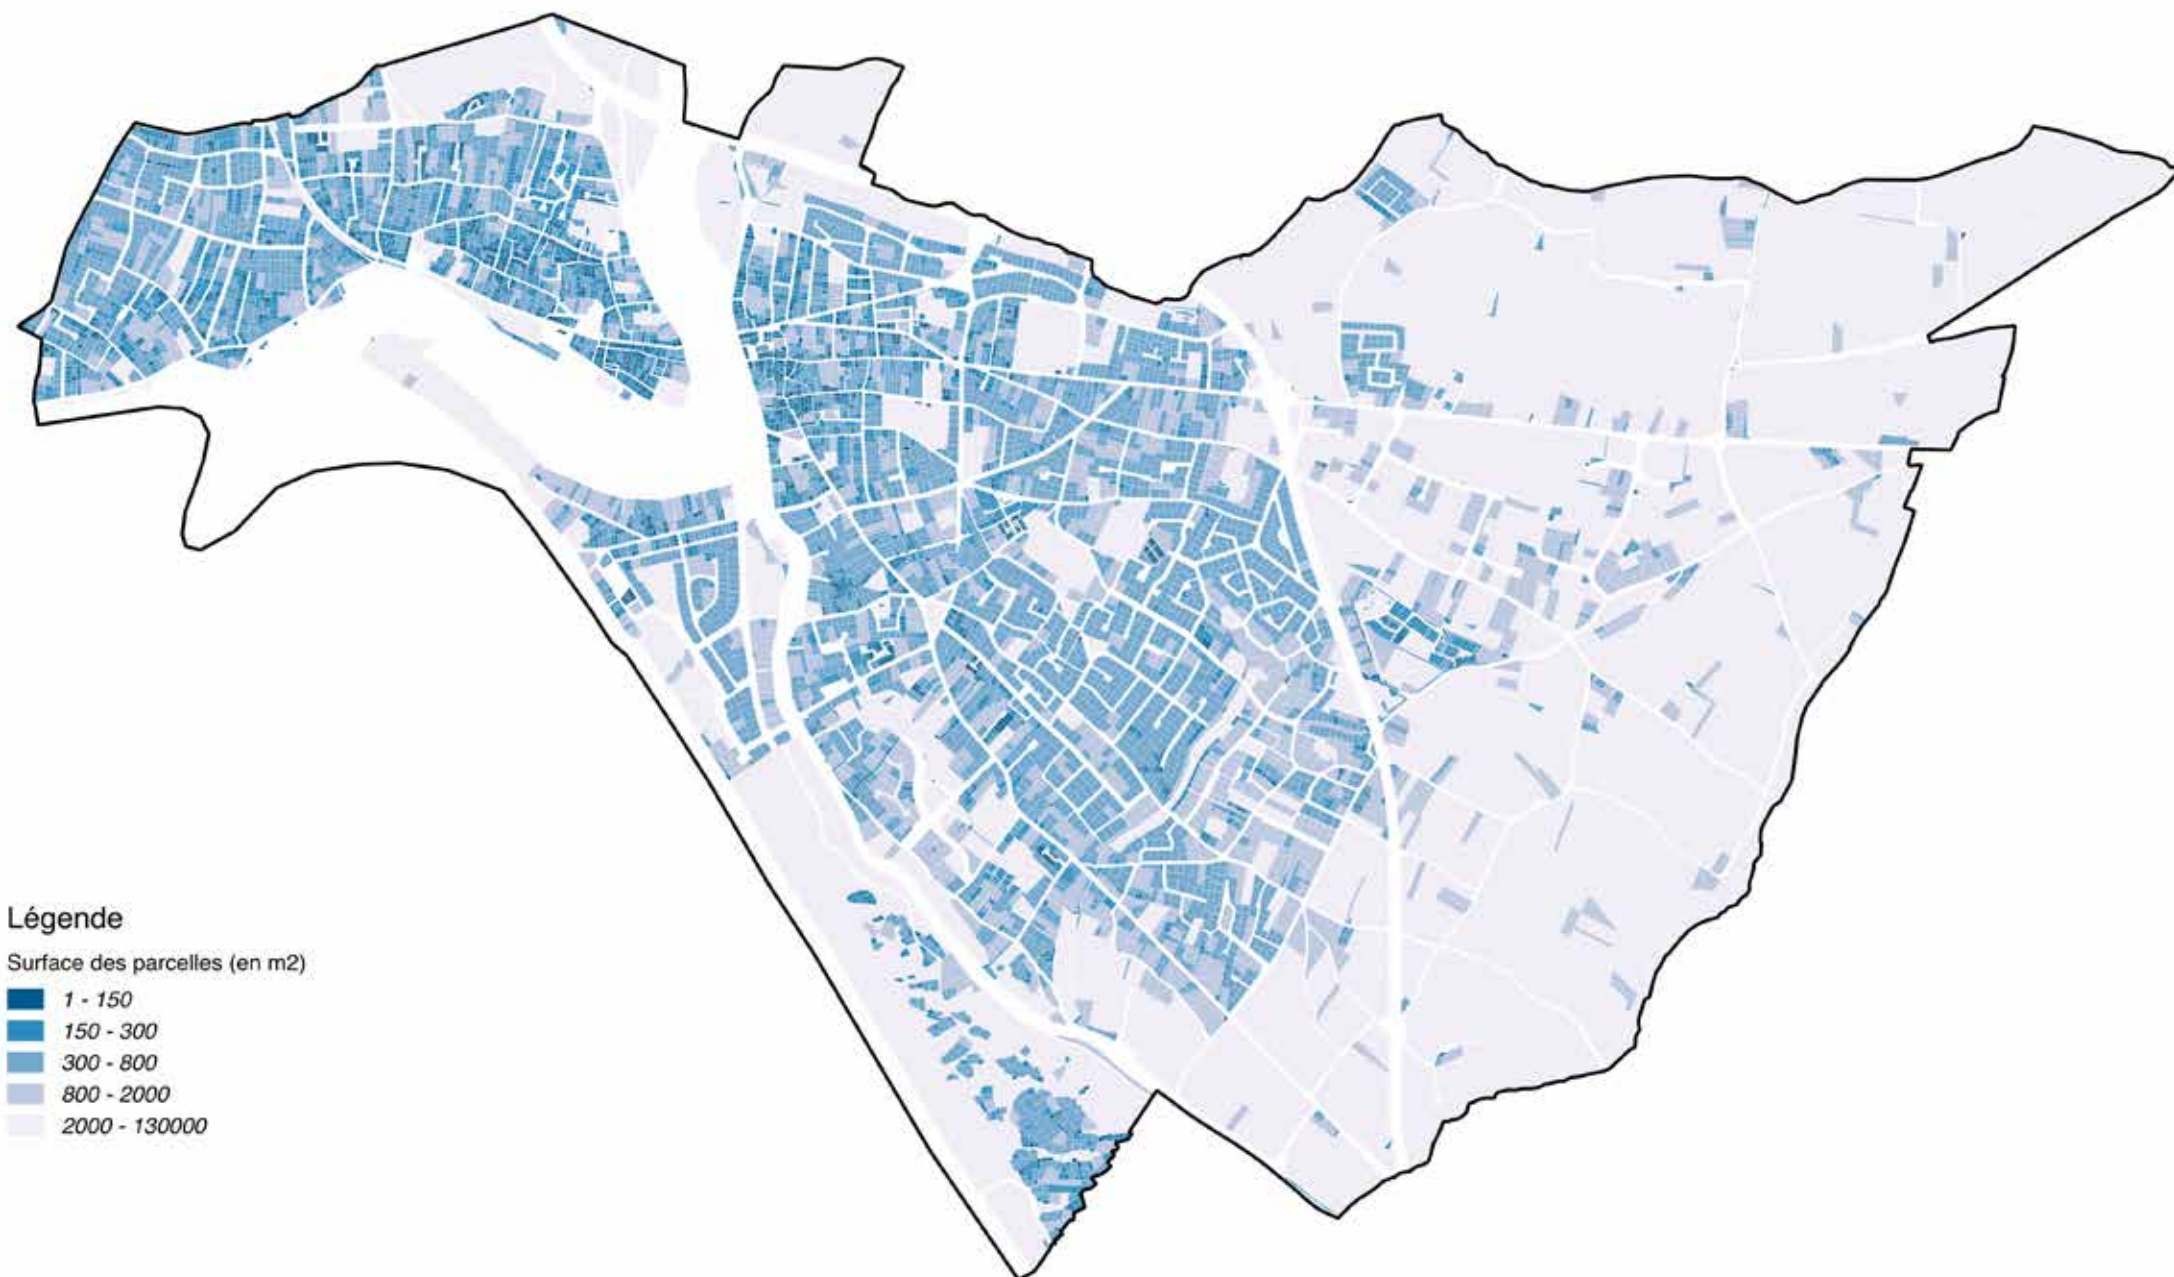 Légende
Surface des parcelles (en m2)
1 - 150
150 - 300
300 - 800
800 - 2000
2000 - 130000